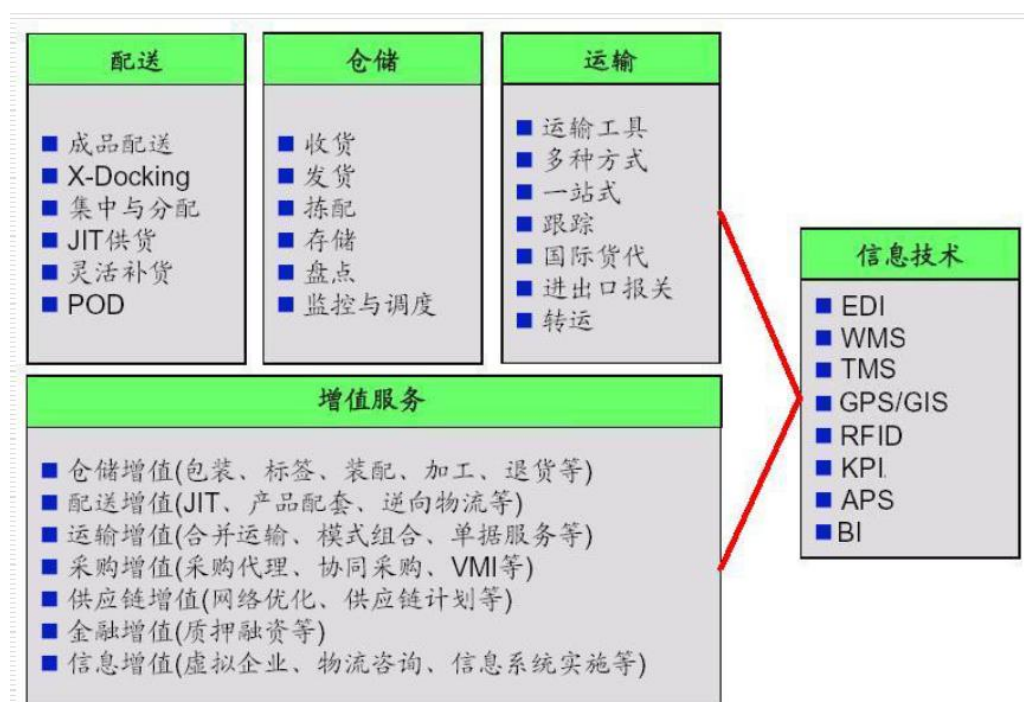 配送
■ 成品配送
■ X-Docking
■ 集中与分配
■ JIT供货
■ 灵活补货
■ POD
仓储
■ 收货
■ 发货
■ 拣配
■ 存储
■ 盘点
■ 监控与调度
运输
■ 运输工具
■ 多种方式
■ 一站式
■ 跟踪
■ 国际货代
■ 进出口报关
■ 转运
增值服务
■ 仓储增值(包装、标签、装配、加工、退货等)
■ 配送增值(JIT、产品配套、逆向物流等)
■ 运输增值(合并运输、模式组合、单据服务等)
■ 采购增值(采购代理、协同采购、VMI等)
■ 供应链增值(网络优化、供应链计划等)
■ 金融增值(质押融资等)
■ 信息增值(虚拟企业、物流咨询、信息系统实施等)
信息技术
■ EDI
■ WMS
■ TMS
■ GPS/GIS
■ RFID
■ KPI
■ APS
■ BI